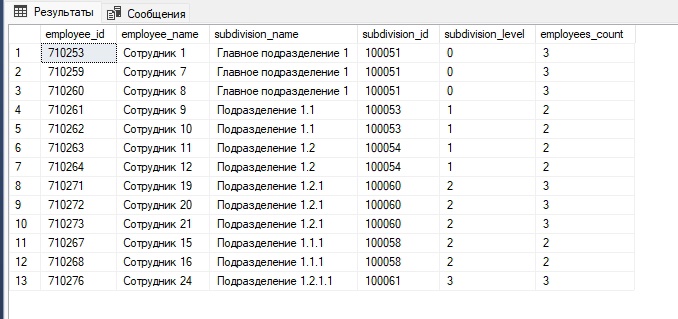 Результаты Сообщения
employee_id employee_name subdivision_name subdivision_id subdivision_level employees_count
1 710253 Сотрудник 1 Главное подразделение 1 100051 0 3
2 710259 Сотрудник 7 Главное подразделение 1 100051 0 3
3 710260 Сотрудник 8 Главное подразделение 1 100051 0 3
4 710261 Сотрудник 9 Подразделение 1.1 100053 1 2
5 710262 Сотрудник 10 Подразделение 1.1 100053 1 2
6 710263 Сотрудник 11 Подразделение 1.2 100054 1 2
7 710264 Сотрудник 12 Подразделение 1.2 100054 1 2
8 710271 Сотрудник 19 Подразделение 1.2.1 100060 2 3
9 710272 Сотрудник 20 Подразделение 1.2.1 100060 2 3
10 710273 Сотрудник 21 Подразделение 1.2.1 100060 2 3
11 710267 Сотрудник 15 Подразделение 1.1.1 100058 2 2
12 710268 Сотрудник 16 Подразделение 1.1.1 100058 2 2
13 710276 Сотрудник 24 Подразделение 1.2.1.1 100061 3 3